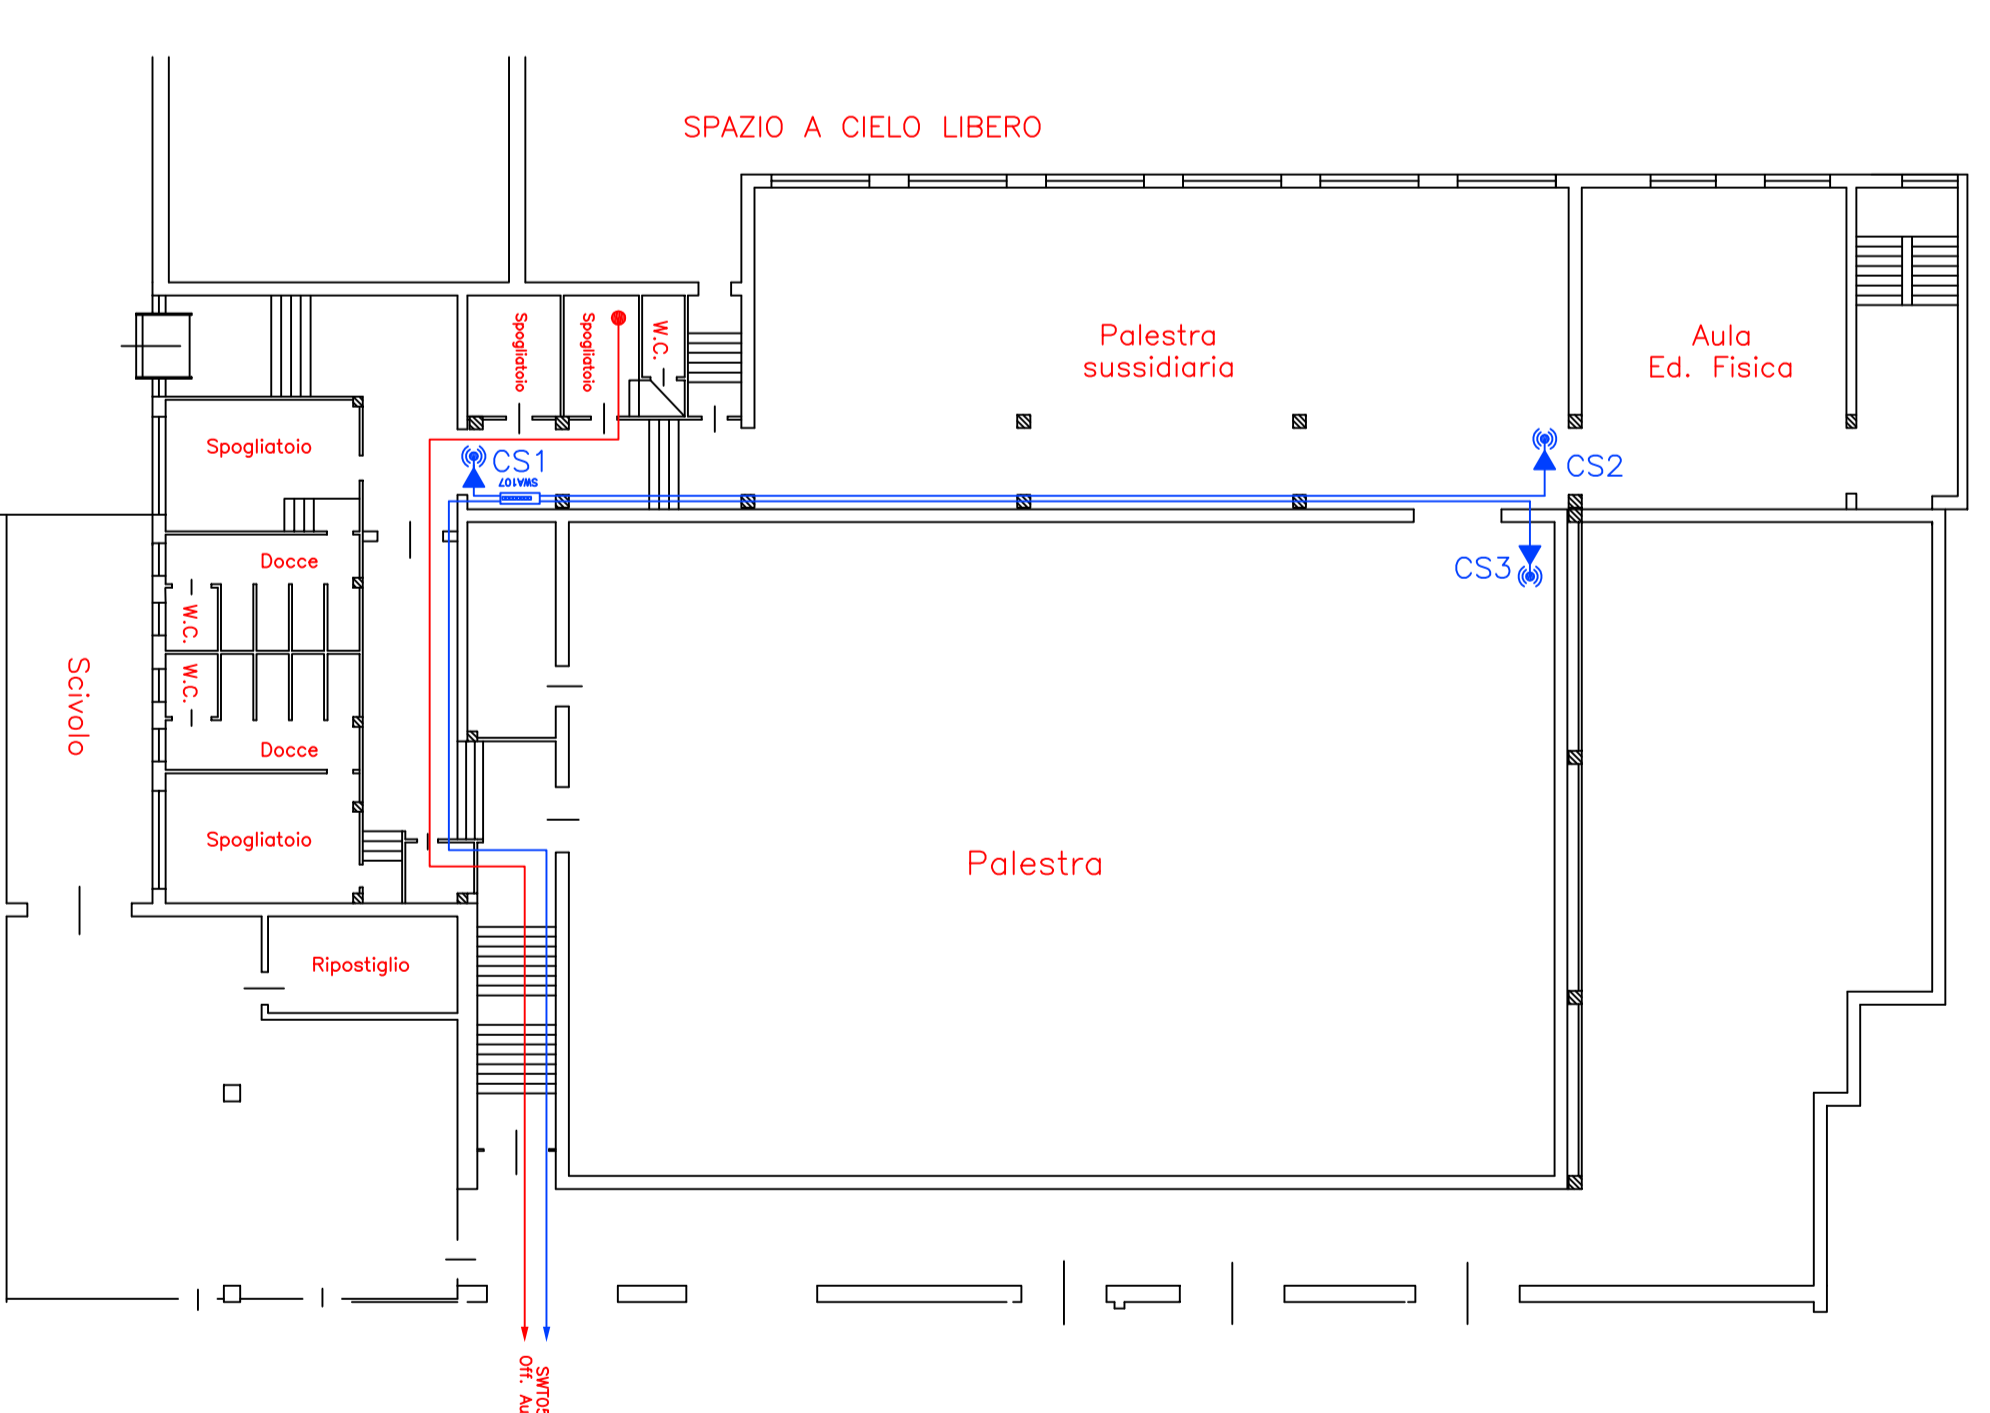 SPAZIO A CIELO LIBERO
Spogliatoio
Spogliatoio
W.C.
Palestra
sussidiaria
Aula
Ed. Fisica
Spogliatoio
CS1
SWA107
CS2
CS3
Docce
W.C.
W.C.
Docce
Scivolo
Spogliatoio
Palestra
Ripostiglio
Off.